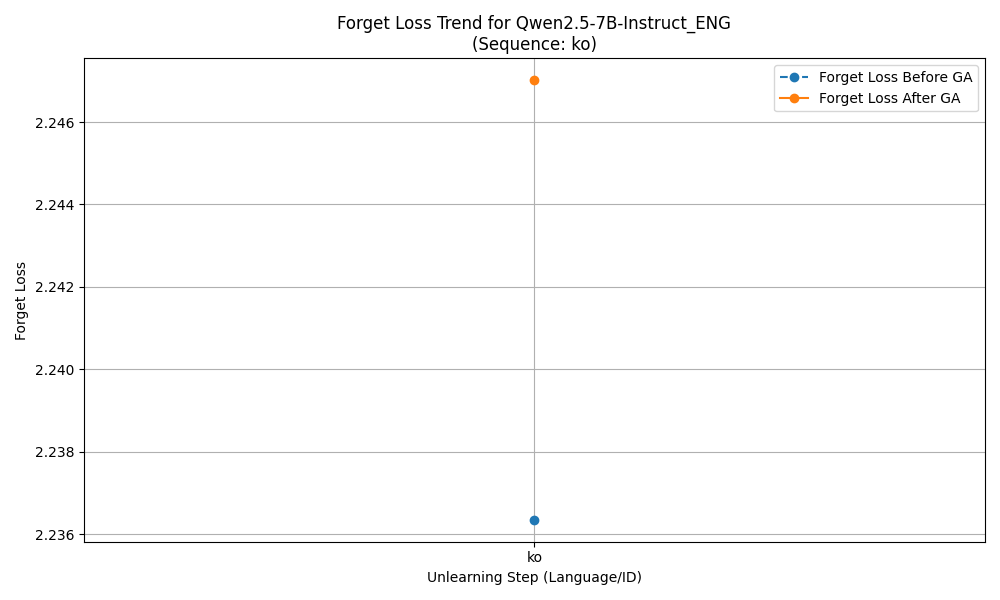 Forget Loss Trend for Qwen2.5-7B-Instruct_ENG
(Sequence: ko)
Forget Loss Before GA
Forget Loss After GA
2.246
2.244
2.242
2.240
2.238
2.236
Forget Loss
ko
Unlearning Step (Language/ID)